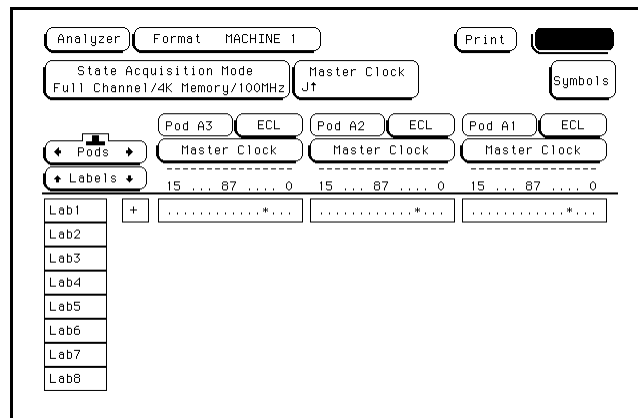 Analyzer Format MACHINE 1 Print
State Acquisition Mode Master Clock
Full Channel/4K Memory/100MHz J↑ Symbols
Pod A3 ECL Pod A2 ECL Pod A1 ECL
← Pods → Master Clock Master Clock Master Clock
----------------- ----------------- -----------------
↑ Labels ↓ 15 ... 87 .... 0 15 ... 87 .... 0 15 ... 87 .... 0
Lab1 + ............*... ............*... ............*...
Lab2
Lab3
Lab4
Lab5
Lab6
Lab7
Lab8